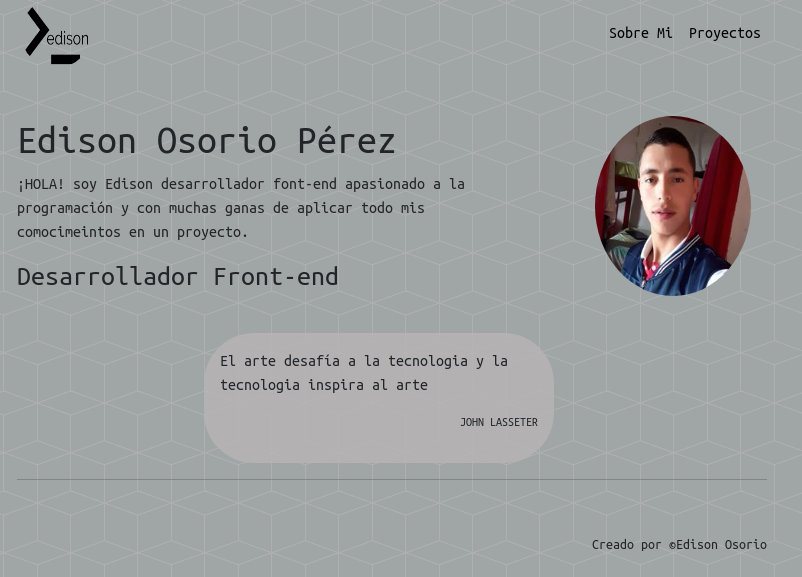 edison
Sobre Mi Proyectos
Edison Osorio Pérez
¡HOLA! soy Edison desarrollador font-end apasionado a la
programación y con muchas ganas de aplicar todo mis
comocimeintos en un proyecto.
Desarrollador Front-end
El arte desafía a la tecnologia y la
tecnologia inspira al arte
JOHN LASSETER
Creado por ©Edison Osorio